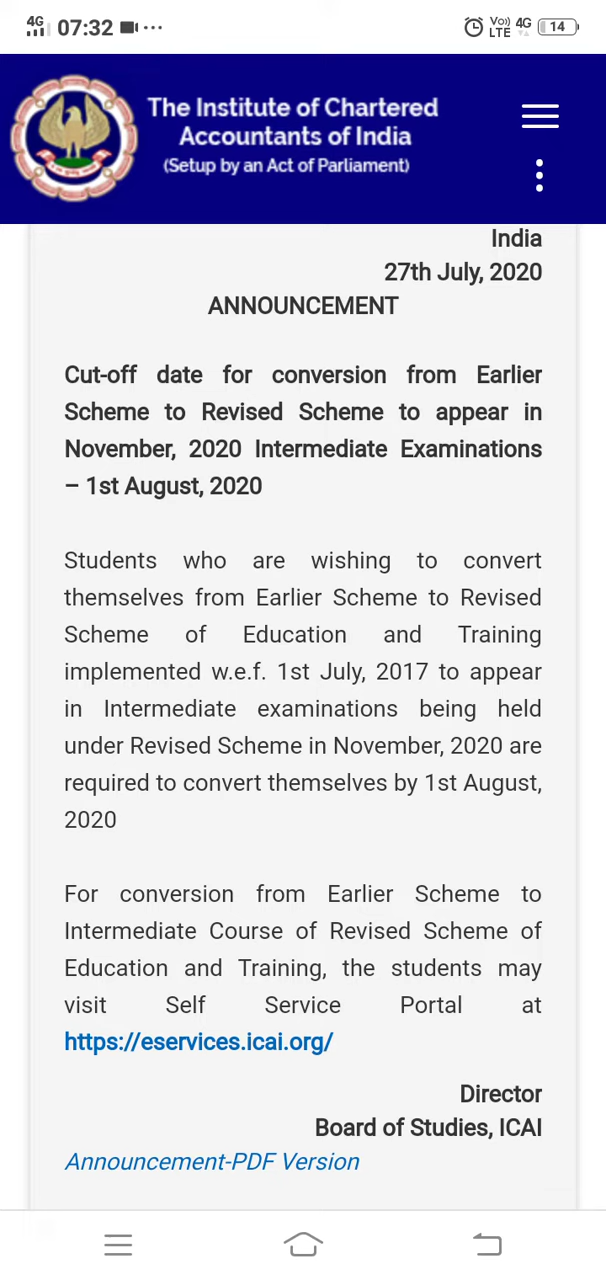 4G 07:32 ... Vo)) LTE 4G 14
The Institute of Chartered
Accountants of India
(Setup by an Act of Parliament)
India
27th July, 2020
ANNOUNCEMENT
Cut-off date for conversion from Earlier
Scheme to Revised Scheme to appear in
November, 2020 Intermediate Examinations
– 1st August, 2020
Students who are wishing to convert
themselves from Earlier Scheme to Revised
Scheme of Education and Training
implemented w.e.f. 1st July, 2017 to appear
in Intermediate examinations being held
under Revised Scheme in November, 2020 are
required to convert themselves by 1st August,
2020
For conversion from Earlier Scheme to
Intermediate Course of Revised Scheme of
Education and Training, the students may
visit Self Service Portal at
https://eservices.icai.org/
Director
Board of Studies, ICAI
Announcement-PDF Version